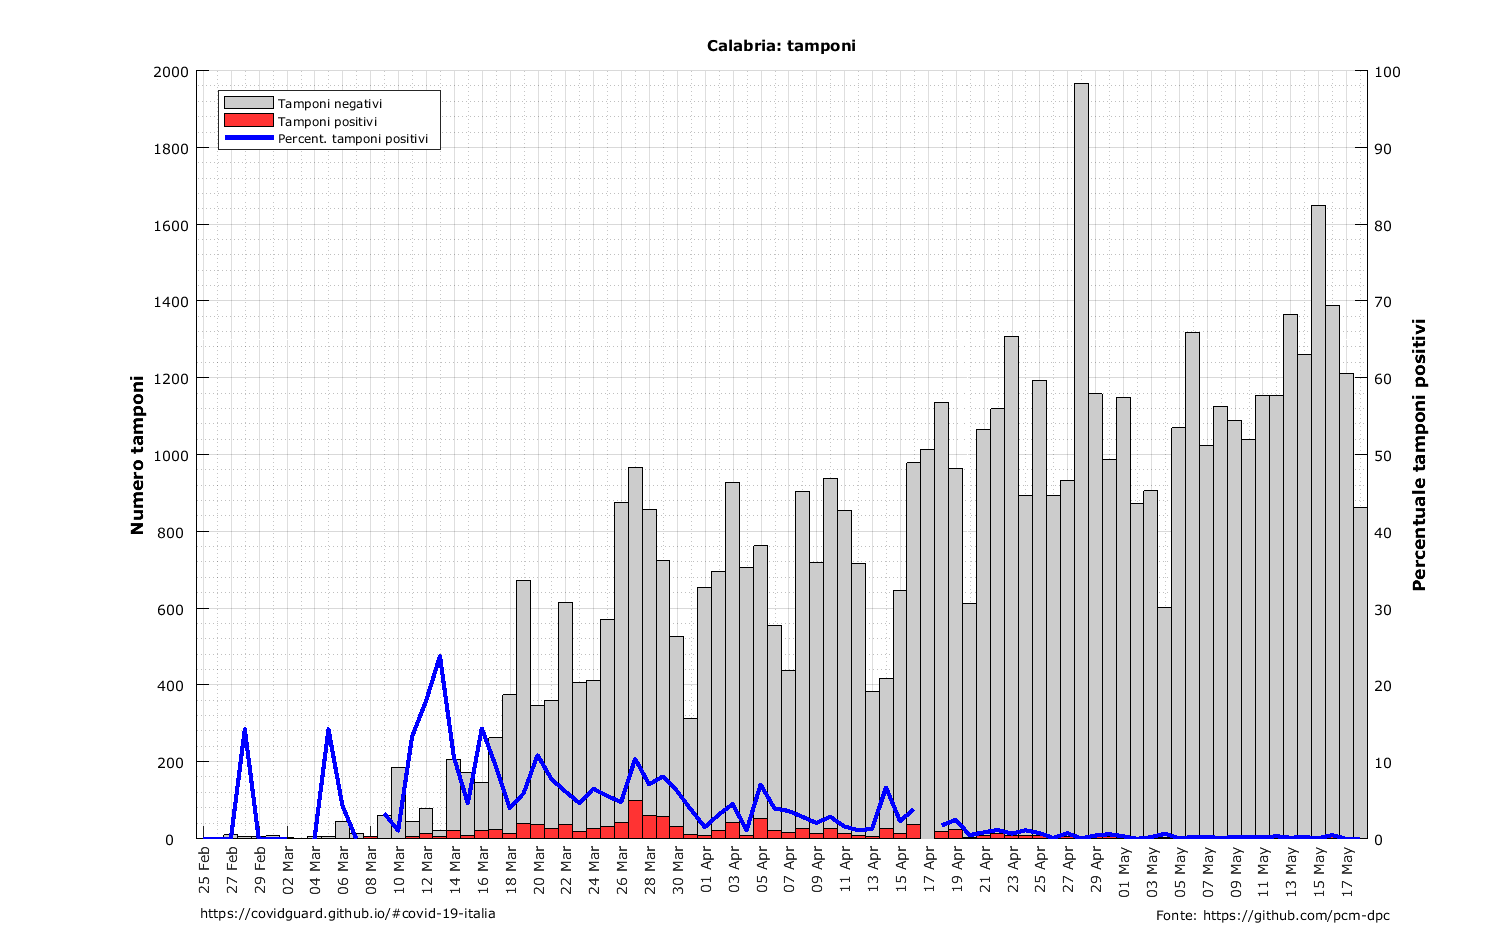 Calabria: tamponi
Numero tamponi
2000
1800
1600
1400
1200
1000
800
600
400
200
0
Tamponi negativi
Tamponi positivi
Percent. tamponi positivi
100
90
80
70
60
50
40
30
20
10
0
Percentuale tamponi positivi
25 Feb
27 Feb
29 Feb
02 Mar
04 Mar
06 Mar
08 Mar
10 Mar
12 Mar
14 Mar
16 Mar
18 Mar
20 Mar
22 Mar
24 Mar
26 Mar
28 Mar
30 Mar
01 Apr
03 Apr
05 Apr
07 Apr
09 Apr
11 Apr
13 Apr
15 Apr
17 Apr
19 Apr
21 Apr
23 Apr
25 Apr
27 Apr
29 Apr
01 May
03 May
05 May
07 May
09 May
11 May
13 May
15 May
17 May
https://covidguard.github.io/#covid-19-italia
Fonte: https://github.com/pcm-dpc